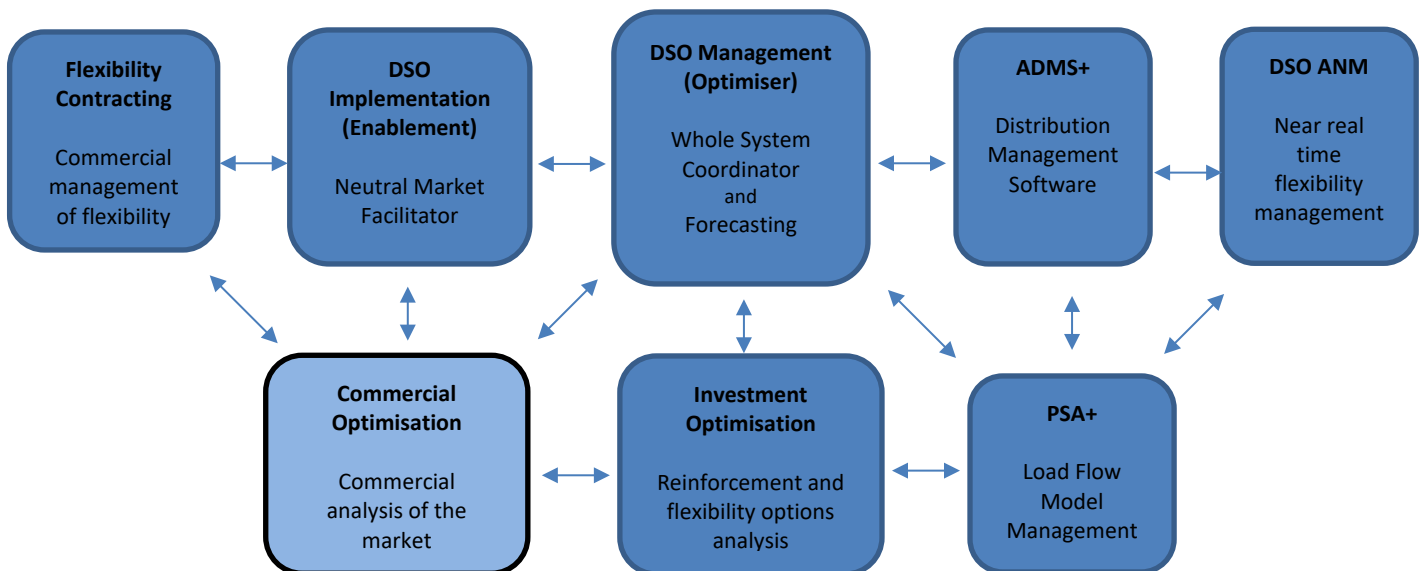 Flexibility
Contracting
Commercial
management
of flexibility
DSO
Implementation
(Enablement)
Neutral Market
Facilitator
DSO Management
(Optimiser)
Whole System
Coordinator
and
Forecasting
ADMS+
Distribution
Management
Software
DSO ANM
Near real
time
flexibility
management
Commercial
Optimisation
Commercial
analysis of the
market
Investment
Optimisation
Reinforcement and
flexibility options
analysis
PSA+
Load Flow
Model
Management